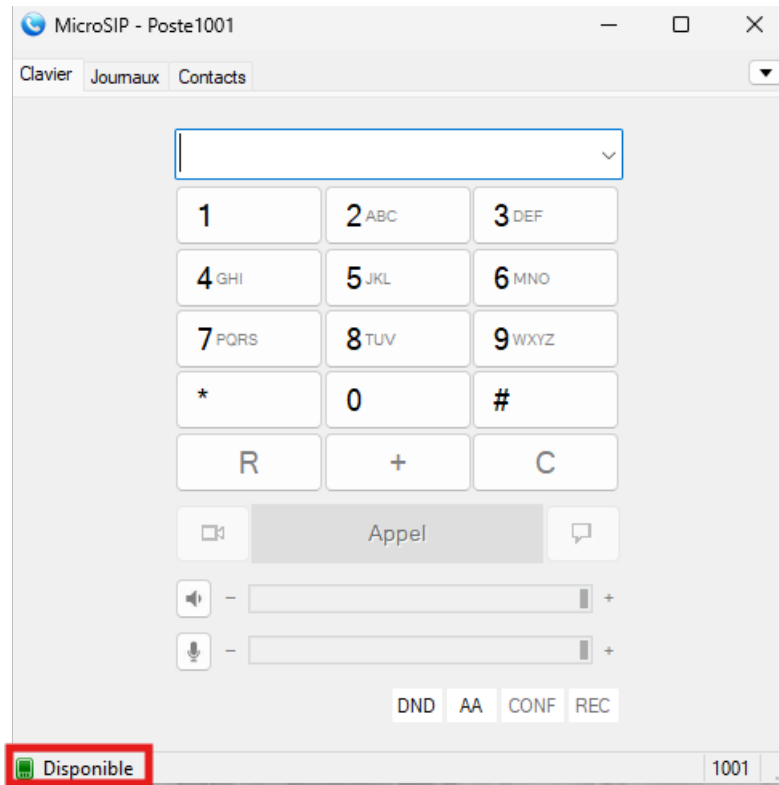 MicroSIP - Poste1001
Clavier Journaux Contacts
1 2 ABC 3 DEF
4 GHI 5 JKL 6 MNO
7 PQRS 8 TUV 9 WXYZ
* 0 #
R + C
Appel
- +
- +
DND AA CONF REC
Disponible 1001